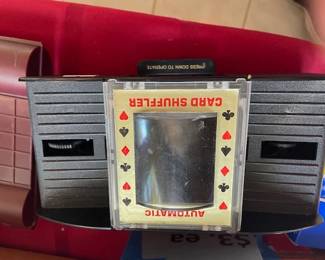 PRESS DOWN TO OPERATE
AUTOMATIC
CARD SHUFFLER
$3. ea